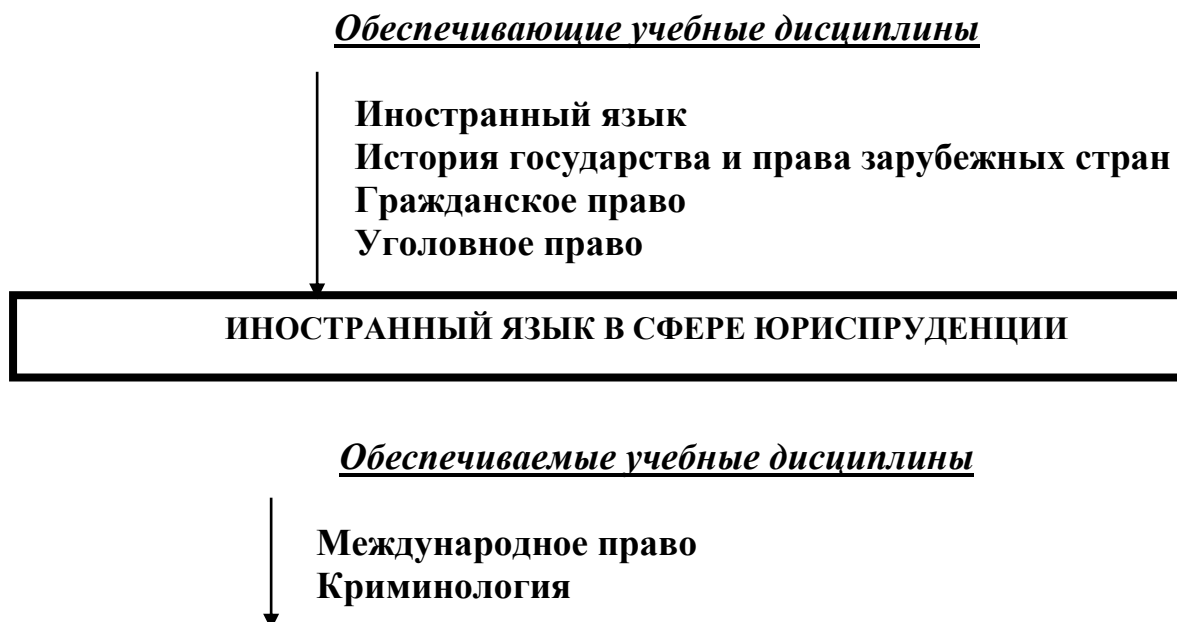 Обеспечивающие учебные дисциплины
Иностранный язык
История государства и права зарубежных стран
Гражданское право
Уголовное право
ИНОСТРАННЫЙ ЯЗЫК В СФЕРЕ ЮРИСПРУДЕНЦИИ
Обеспечиваемые учебные дисциплины
Международное право
Криминология